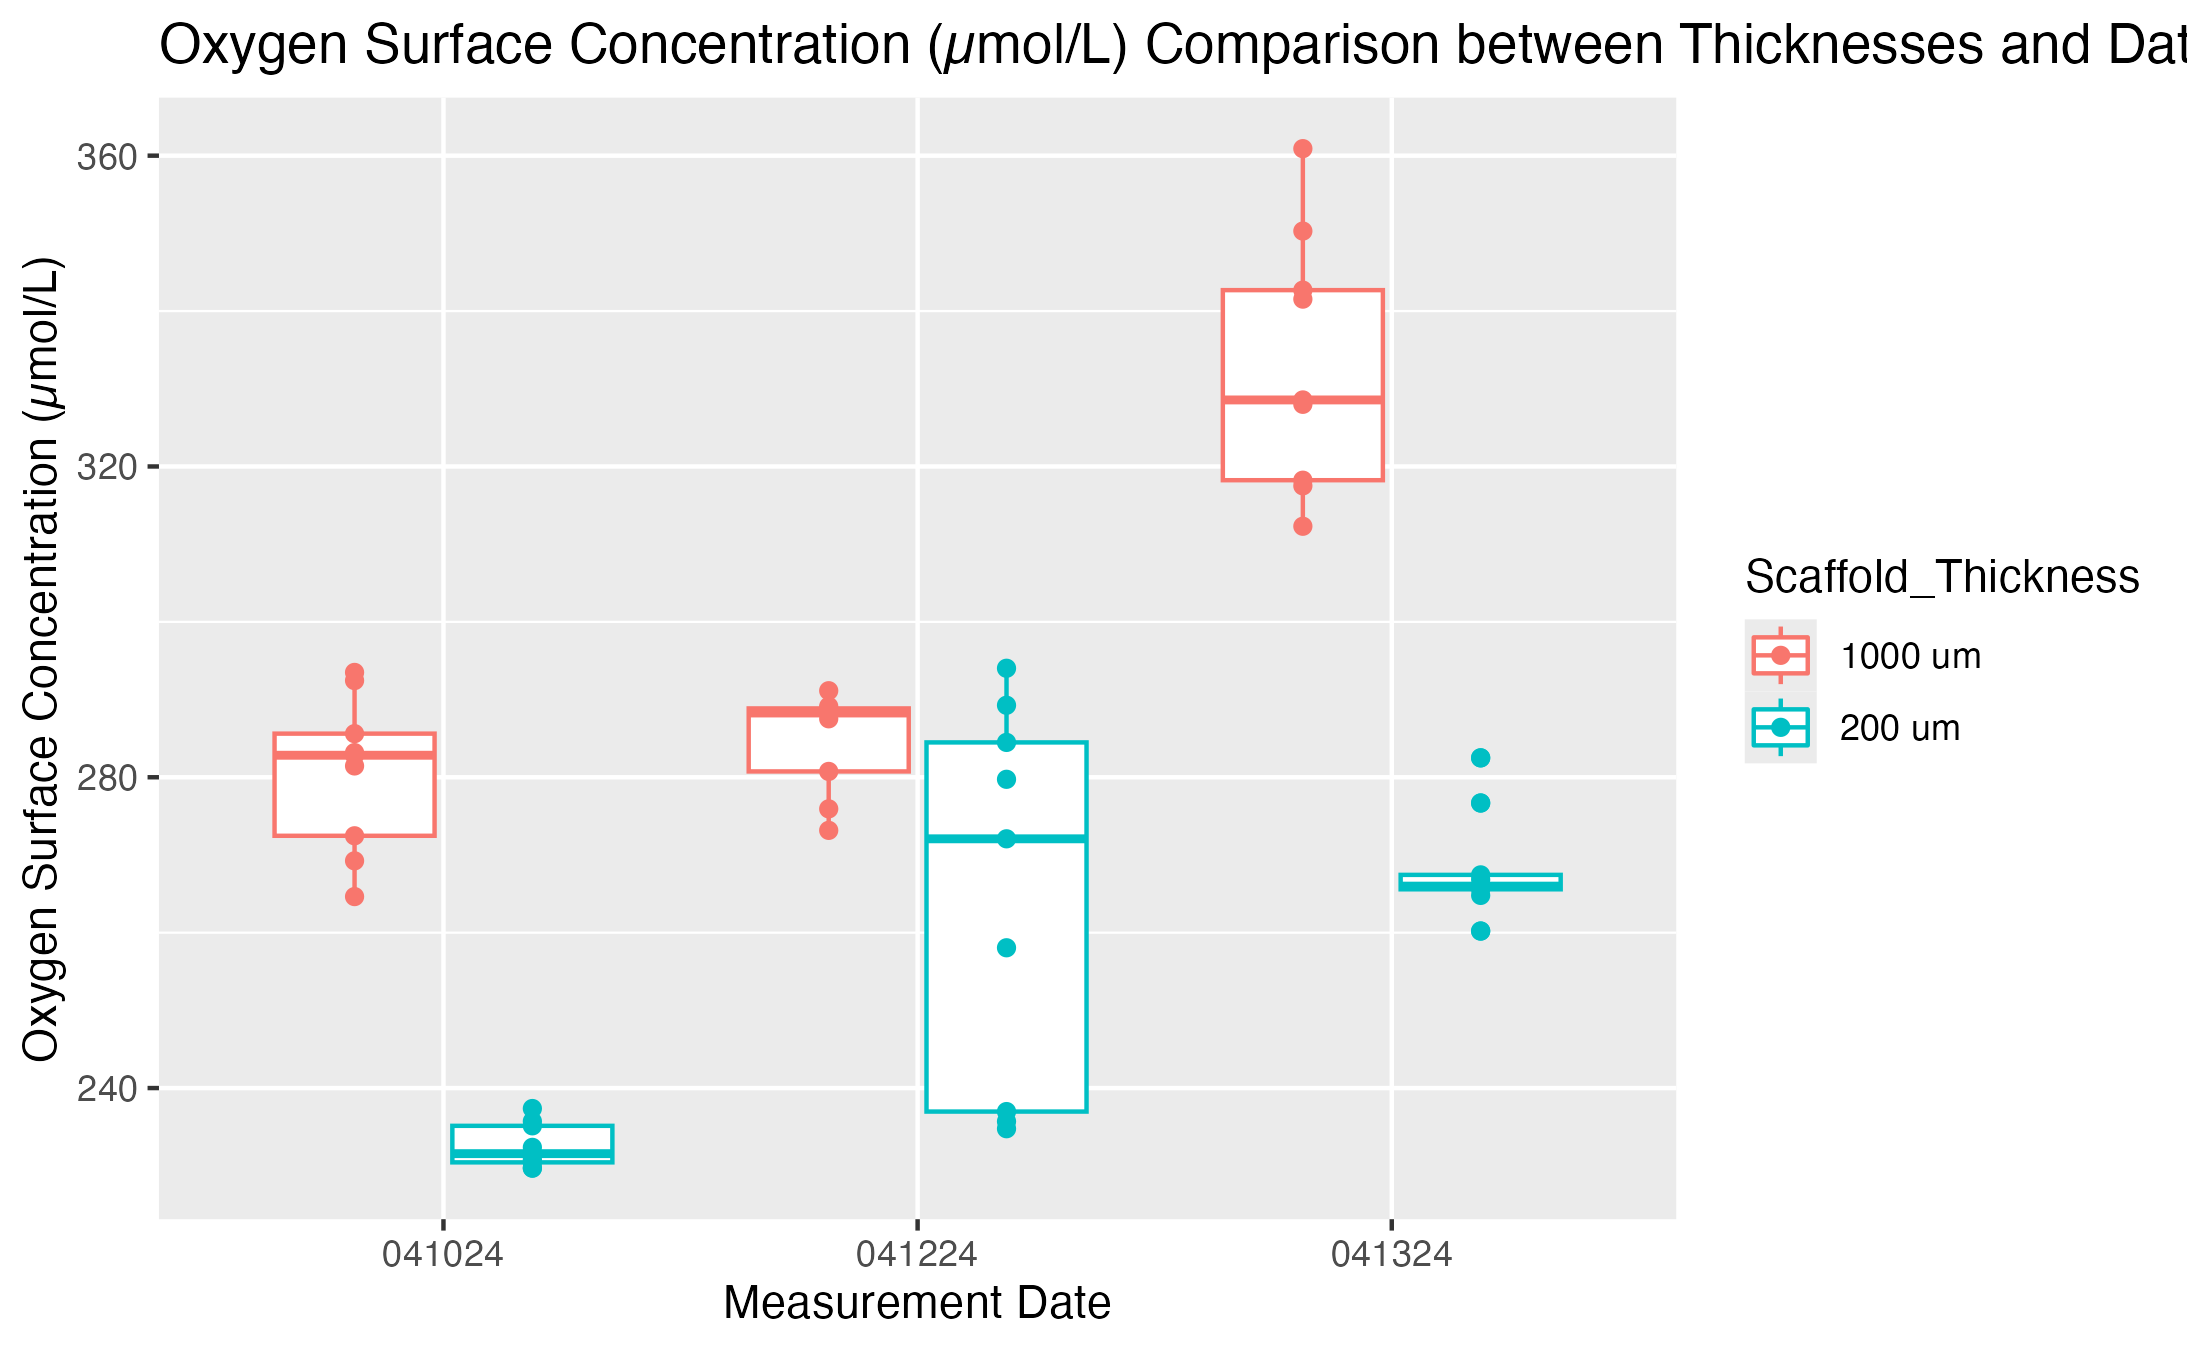 Oxygen Surface Concentration (µmol/L) Comparison between Thicknesses and Dat
Oxygen Surface Concentration (µmol/L)
360
320
280
240
041024
041224
041324
Measurement Date
Scaffold_Thickness
1000 um
200 um